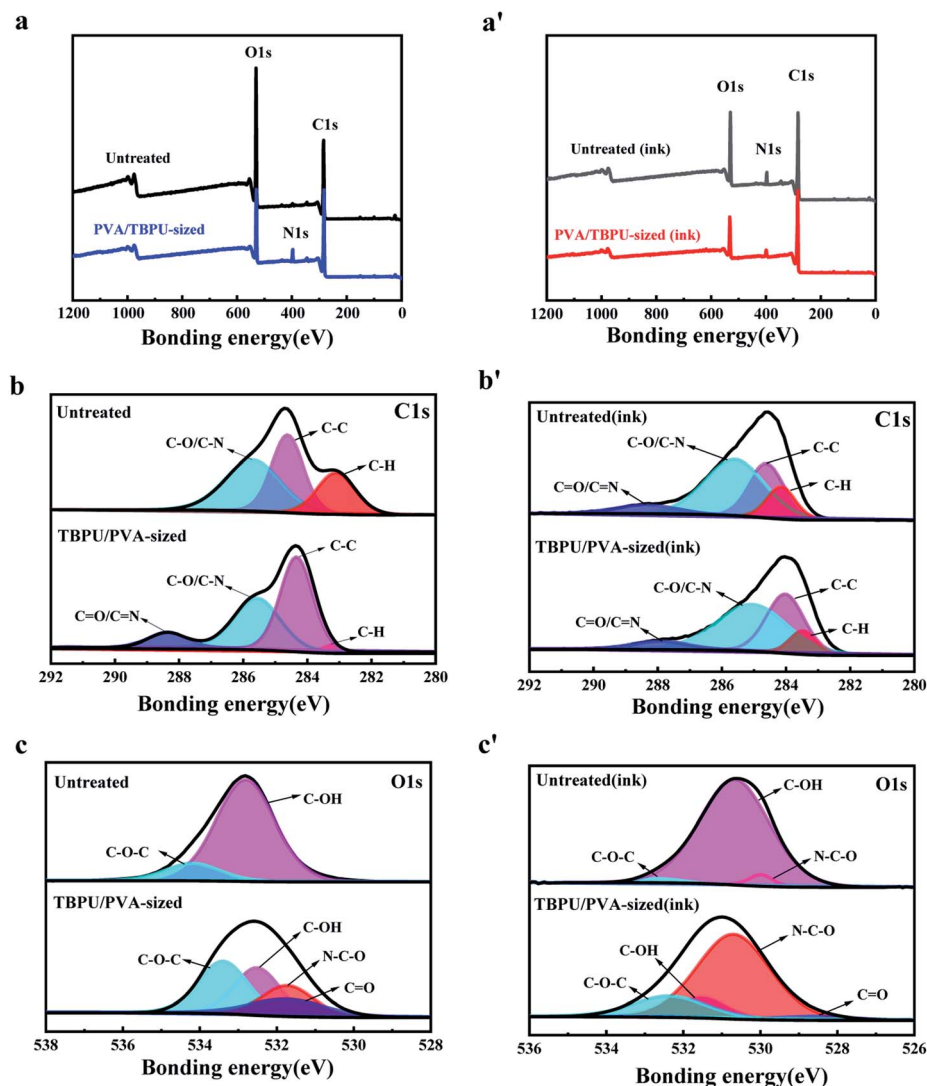 a
O1s
C1s
Untreated
PVA/TBPU-sized
N1s
1200 1000 800 600 400 200 0
Bonding energy(eV)
a'
O1s
C1s
N1s
Untreated (ink)
PVA/TBPU-sized (ink)
1200 1000 800 600 400 200 0
Bonding energy(eV)
b
Untreated
C1s
C-C
C-O/C-N
C-H
TBPU/PVA-sized
C-C
C-O/C-N
C=O/C=N
C-H
292 290 288 286 284 282 280
Bonding energy(eV)
b'
Untreated(ink)
C1s
C-O/C-N
C-C
C-H
C=O/C=N
TBPU/PVA-sized(ink)
C-O/C-N
C-C
C=O/C=N
C-H
292 290 288 286 284 282 280
Bonding energy(eV)
c
Untreated
O1s
C-OH
C-O-C
TBPU/PVA-sized
C-OH
C-O-C
N-C-O
C=O
538 536 534 532 530 528
Bonding energy(eV)
c'
Untreated(ink)
O1s
C-OH
C-O-C
N-C-O
TBPU/PVA-sized(ink)
N-C-O
C-OH
C-O-C
C=O
536 534 532 530 528 526
Bonding energy(eV)